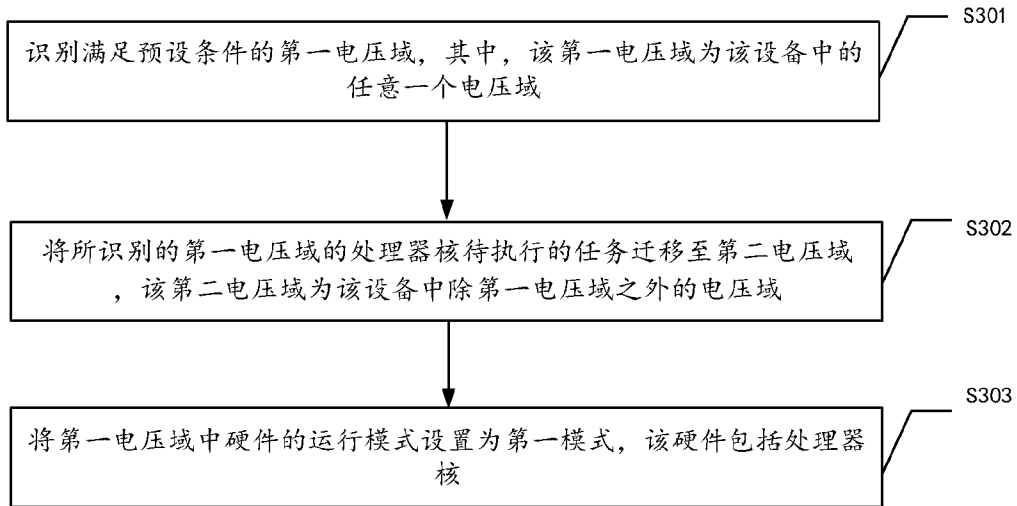 S301
识别满足预设条件的第一电压域，其中，该第一电压域为该设备中的
任意一个电压域
S302
将所识别的第一电压域的处理器核待执行的任务迁移至第二电压域
，该第二电压域为该设备中除第一电压域之外的电压域
S303
将第一电压域中硬件的运行模式设置为第一模式，该硬件包括处理器
核